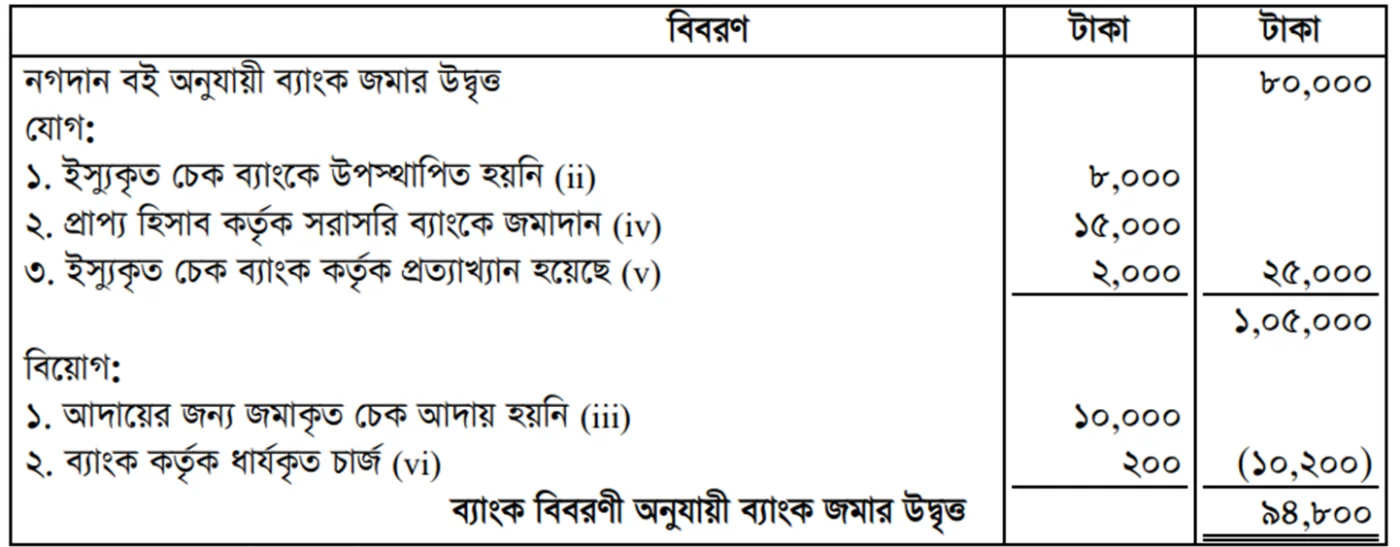 বিবরণ টাকা টাকা
নগদান বই অনুযায়ী ব্যাংক জমার উদ্বৃত্ত ৮০,০০০
যোগ:
১. ইস্যুকৃত চেক ব্যাংকে উপস্থাপিত হয়নি (ii) ৮,০০০
২. প্রাপ্য হিসাব কর্তৃক সরাসরি ব্যাংকে জমাদান (iv) ১৫,০০০
৩. ইস্যুকৃত চেক ব্যাংক কর্তৃক প্রত্যাখ্যান হয়েছে (v) ২,০০০ ২৫,০০০
১,০৫,০০০
বিয়োগ:
১. আদায়ের জন্য জমাকৃত চেক আদায় হয়নি (iii) ১০,০০০
২. ব্যাংক কর্তৃক ধার্যকৃত চার্জ (vi) ২০০ (১০,২০০)
ব্যাংক বিবরণী অনুযায়ী ব্যাংক জমার উদ্বৃত্ত ৯৪,৮০০